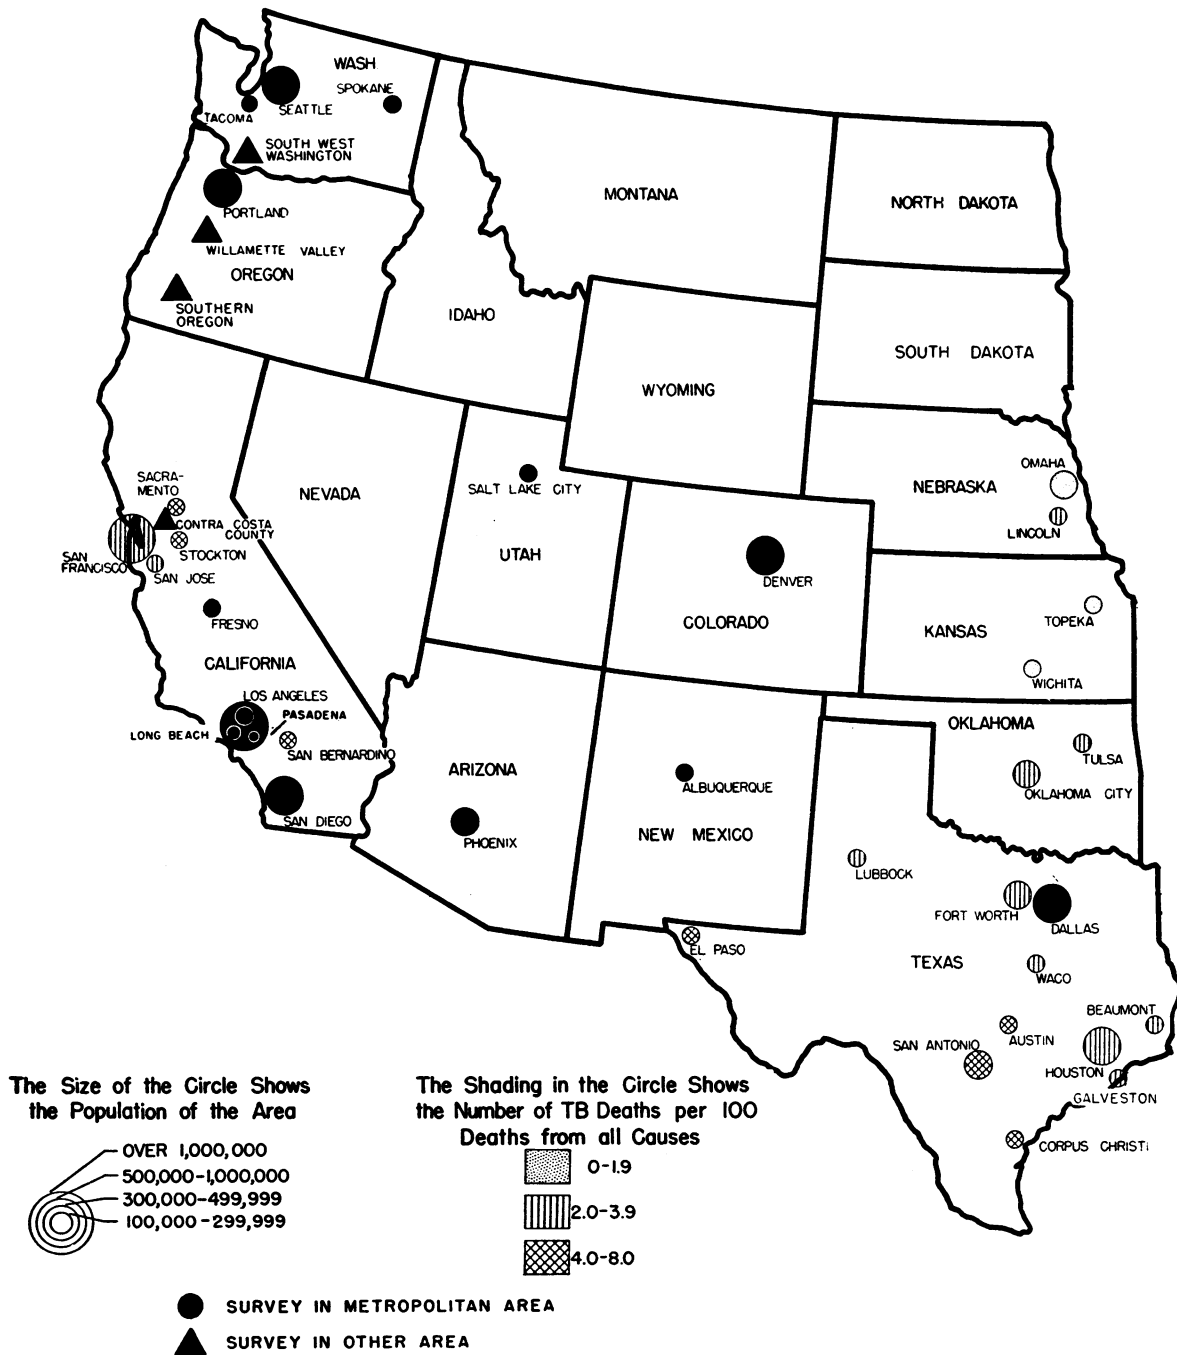 WASH
SPOKANE
TACOMA
SEATTLE
SOUTH WEST
WASHINGTON
PORTLAND
WILLAMETTE VALLEY
OREGON
SOUTHERN
OREGON
MONTANA
NORTH DAKOTA
IDAHO
SOUTH DAKOTA
WYOMING
SACRA-
MENTO
CONTRA COSTA
COUNTY
STOCKTON
SAN
FRANCISCO
SAN JOSE
FRESNO
CALIFORNIA
NEVADA
SALT LAKE CITY
UTAH
OMAHA
NEBRASKA
LINCOLN
DENVER
COLORADO
KANSAS
TOPEKA
WICHITA
LOS ANGELES
PASADENA
LONG BEACH
SAN BERNARDINO
SAN DIEGO
ARIZONA
PHOENIX
ALBUQUERQUE
NEW MEXICO
OKLAHOMA
TULSA
OKLAHOMA CITY
LUBBOCK
FORT WORTH
DALLAS
EL PASO
TEXAS
WACO
BEAUMONT
AUSTIN
SAN ANTONIO
HOUSTON
GALVESTON
CORPUS CHRISTI
The Size of the Circle Shows
the Population of the Area
OVER 1,000,000
500,000-1,000,000
300,000-499,999
100,000-299,999
The Shading in the Circle Shows
the Number of TB Deaths per 100
Deaths from all Causes
0-1.9
2.0-3.9
4.0-8.0
SURVEY IN METROPOLITAN AREA
SURVEY IN OTHER AREA